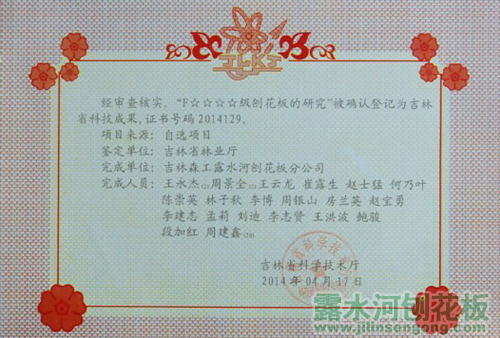 JLKJ
经审查核实，“F☆☆☆☆级刨花板的研究”被确认登记为吉林
省科技成果，证书号码2014129。
项目来源：自选项目
鉴定单位：吉林省林业厅
完成单位：吉林森工露水河刨花板分公司
完成人员：王永杰 周景全 王云龙 崔露生 赵士猛 何乃叶
陈崇英 林子秋 李博 周银山 房兰英 赵宝勇
李建志 孟莉 刘迪 李志贤 王洪波 鲍骏
段加红 周建鑫
吉林省科学技术厅
2014年04月17日
露水河刨花板
www.jilinsengong.com